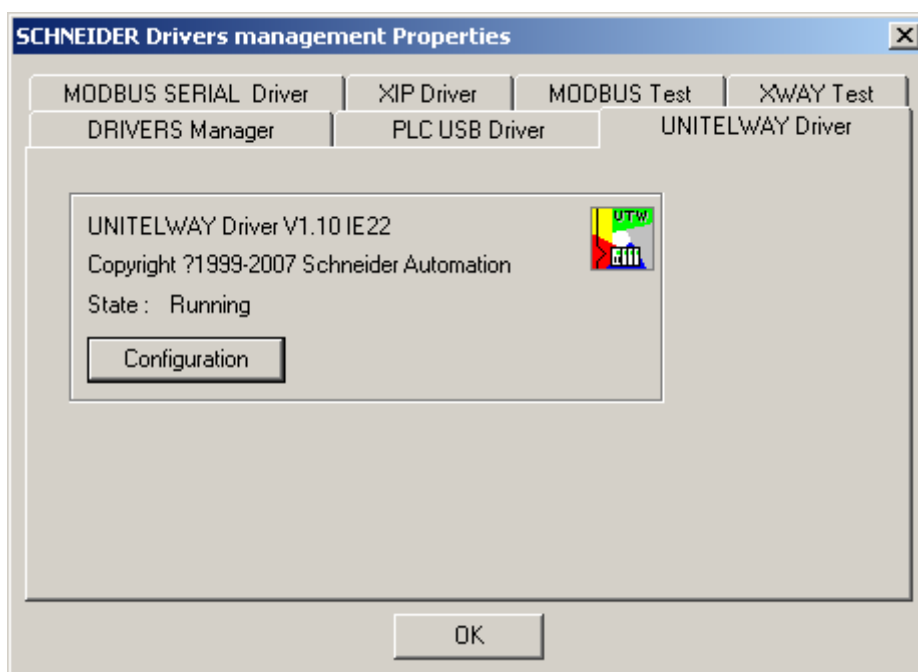 SCHNEIDER Drivers management Properties
MODBUS SERIAL Driver XIP Driver MODBUS Test XWAY Test
DRIVERS Manager PLC USB Driver UNITELWAY Driver
UNITELWAY Driver V1.10 IE22
UTW
Copyright ?1999-2007 Schneider Automation
State : Running
Configuration
OK